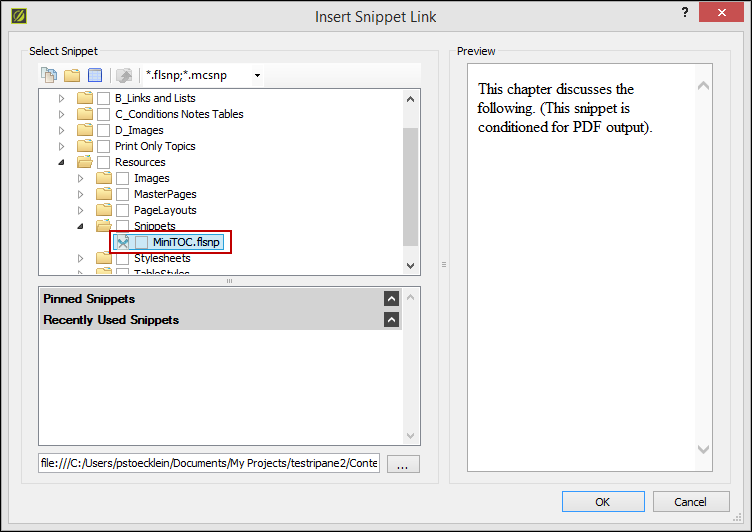 Insert Snippet Link
?
Select Snippet
*.flsnp;*.mcsnp
B_Links and Lists
C_Conditions Notes Tables
D_Images
Print Only Topics
Resources
Images
MasterPages
PageLayouts
Snippets
MiniTOC.flsnp
Stylesheets
TableStyles
Pinned Snippets
Recently Used Snippets
file:///C:/Users/pstoecklein/Documents/My Projects/testripane2/Conte
...
Preview
This chapter discusses the
following. (This snippet is
conditioned for PDF output).
OK
Cancel